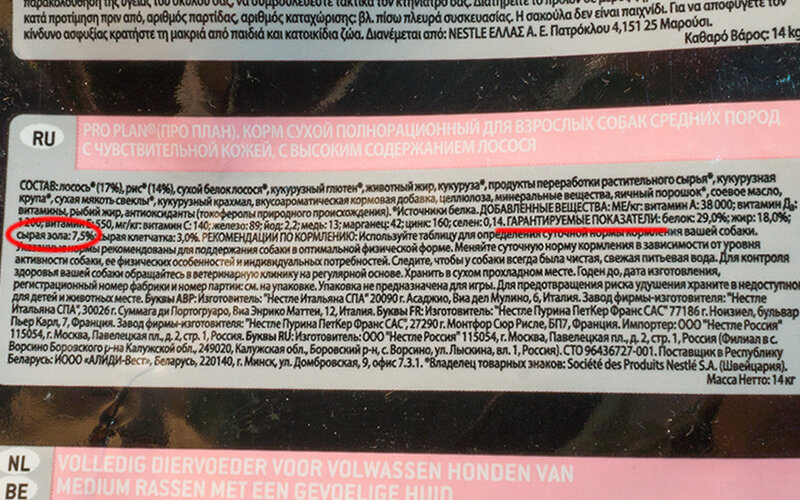 παρακολούθηση της υγείας του σκύλου σας, να συμβουλεύεστε τακτικά τον κτηνίατρό σας. Διατηρείτε το προϊόν σε
κατά προτίμηση πριν από, αριθμός παρτίδας, αριθμός καταχώρισης: βλ. πίσω πλευρά συσκευασίας. Η σακούλα δεν είναι παιχνίδι. Για να αποφύγετε τον
κίνδυνο ασφυξίας κρατήστε τη μακριά από παιδιά και κατοικίδια ζώα. Διανέμεται από: NESTLE ΕΛΛΑΣ Α. Ε. Πατρόκλου 4,151 25 Μαρούσι.
Καθαρό Βάρος: 14 kg
RU
PRO PLAN® (ПРО ПЛАН). КОРМ СУХОЙ ПОЛНОРАЦИОННЫЙ ДЛЯ ВЗРОСЛЫХ СОБАК СРЕДНИХ ПОРОД
С ЧУВСТВИТЕЛЬНОЙ КОЖЕЙ, С ВЫСОКИМ СОДЕРЖАНИЕМ ЛОСОСЯ
СОСТАВ: лосось* (17%), рис* (14%), сухой белок лосося*, кукурузный глютен*, животный жир, кукуруза*, продукты переработки растительного сырья*, кукурузная
крупа*, сухая мякоть свеклы*, кукурузный крахмал, вкусоароматическая кормовая добавка, целлюлоза, минеральные вещества, яичный порошок*, соевое масло,
витамины, рыбий жир, антиоксиданты (токоферолы природного происхождения). *Источники белка. ДОБАВЛЕННЫЕ ВЕЩЕСТВА: МЕ/кг: витамин А: 38 000; витамин D₃:
1 200; витамин Е: 550, мг/кг: витамин С: 140; железо: 89; йод: 2,2; медь: 13; марганец: 42; цинк: 160; селен: 0,14. ГАРАНТИРУЕМЫЕ ПОКАЗАТЕЛИ: белок: 29,0%; жир: 18,0%;
сырая зола: 7,5%; сырая клетчатка: 3,0%. РЕКОМЕНДАЦИИ ПО КОРМЛЕНИЮ: Используйте таблицу для определения суточной нормы кормления вашей собаки.
Указанные нормы рекомендованы для поддержания собаки в оптимальной физической форме. Меняйте суточную норму кормления в зависимости от уровня
активности собаки, ее физических особенностей и индивидуальных потребностей. Следите, чтобы у собаки всегда была чистая, свежая питьевая вода. Для контроля
здоровья вашей собаки обращайтесь в ветеринарную клинику на регулярной основе. Хранить в сухом прохладном месте. Годен до, дата изготовления,
регистрационный номер фабрики и номер партии: см. на упаковке. Упаковка не предназначена для игры. Для предотвращения риска удушья храните в недоступном
для детей и животных месте. Буквы АВР: Изготовитель: "Нестле Итальяна СПА" 20090 г. Асаджио, Виа дел Мулино, 6, Италия. Завод фирмы-изготовителя: "Нестле
Итальяна СПА", 30026 г. Суммага ди Портогруаро, Виа Энрико Маттеи, 12, Италия. Буквы FR: Изготовитель: "Нестле Пурина ПетКер Франс САС" 77186 г. Ноизиел, бульвар
Пьер Карл, 7, Франция. Завод фирмы-изготовителя: "Нестле Пурина ПетКер Франс САС", 27290 г. Монтфор Сюр Рисле, БП7, Франция. Импортер: ООО "Нестле Россия"
115054, г. Москва, Павелецкая пл., д. 2, стр. 1, Россия. Буквы RU: Изготовитель: ООО "Нестле Россия" 115054, г. Москва, Павелецкая пл., д. 2, стр. 1, Россия (Филиал в с.
Ворсино Боровского р-на Калужской обл., 249020, Калужская обл., Боровский р-н, с. Ворсино, ул. Лыскина, вл. 1, Россия). СТО 96436727-001. Поставщик в Республику
Беларусь: ИООО «АЛИДИ-Вест», Беларусь, 220140, г. Минск, ул. Домбровская, 9, офис 7.3.1. *Владелец товарных знаков: Société des Produits Nestlé S.A. (Швейцария).
Масса Нетто: 14 кг
NL
BE
VOLLEDIG DIERVOEDER VOOR VOLWASSEN HONDEN VAN
MEDIUM RASSEN MET EEN GEVOELIGE HUID